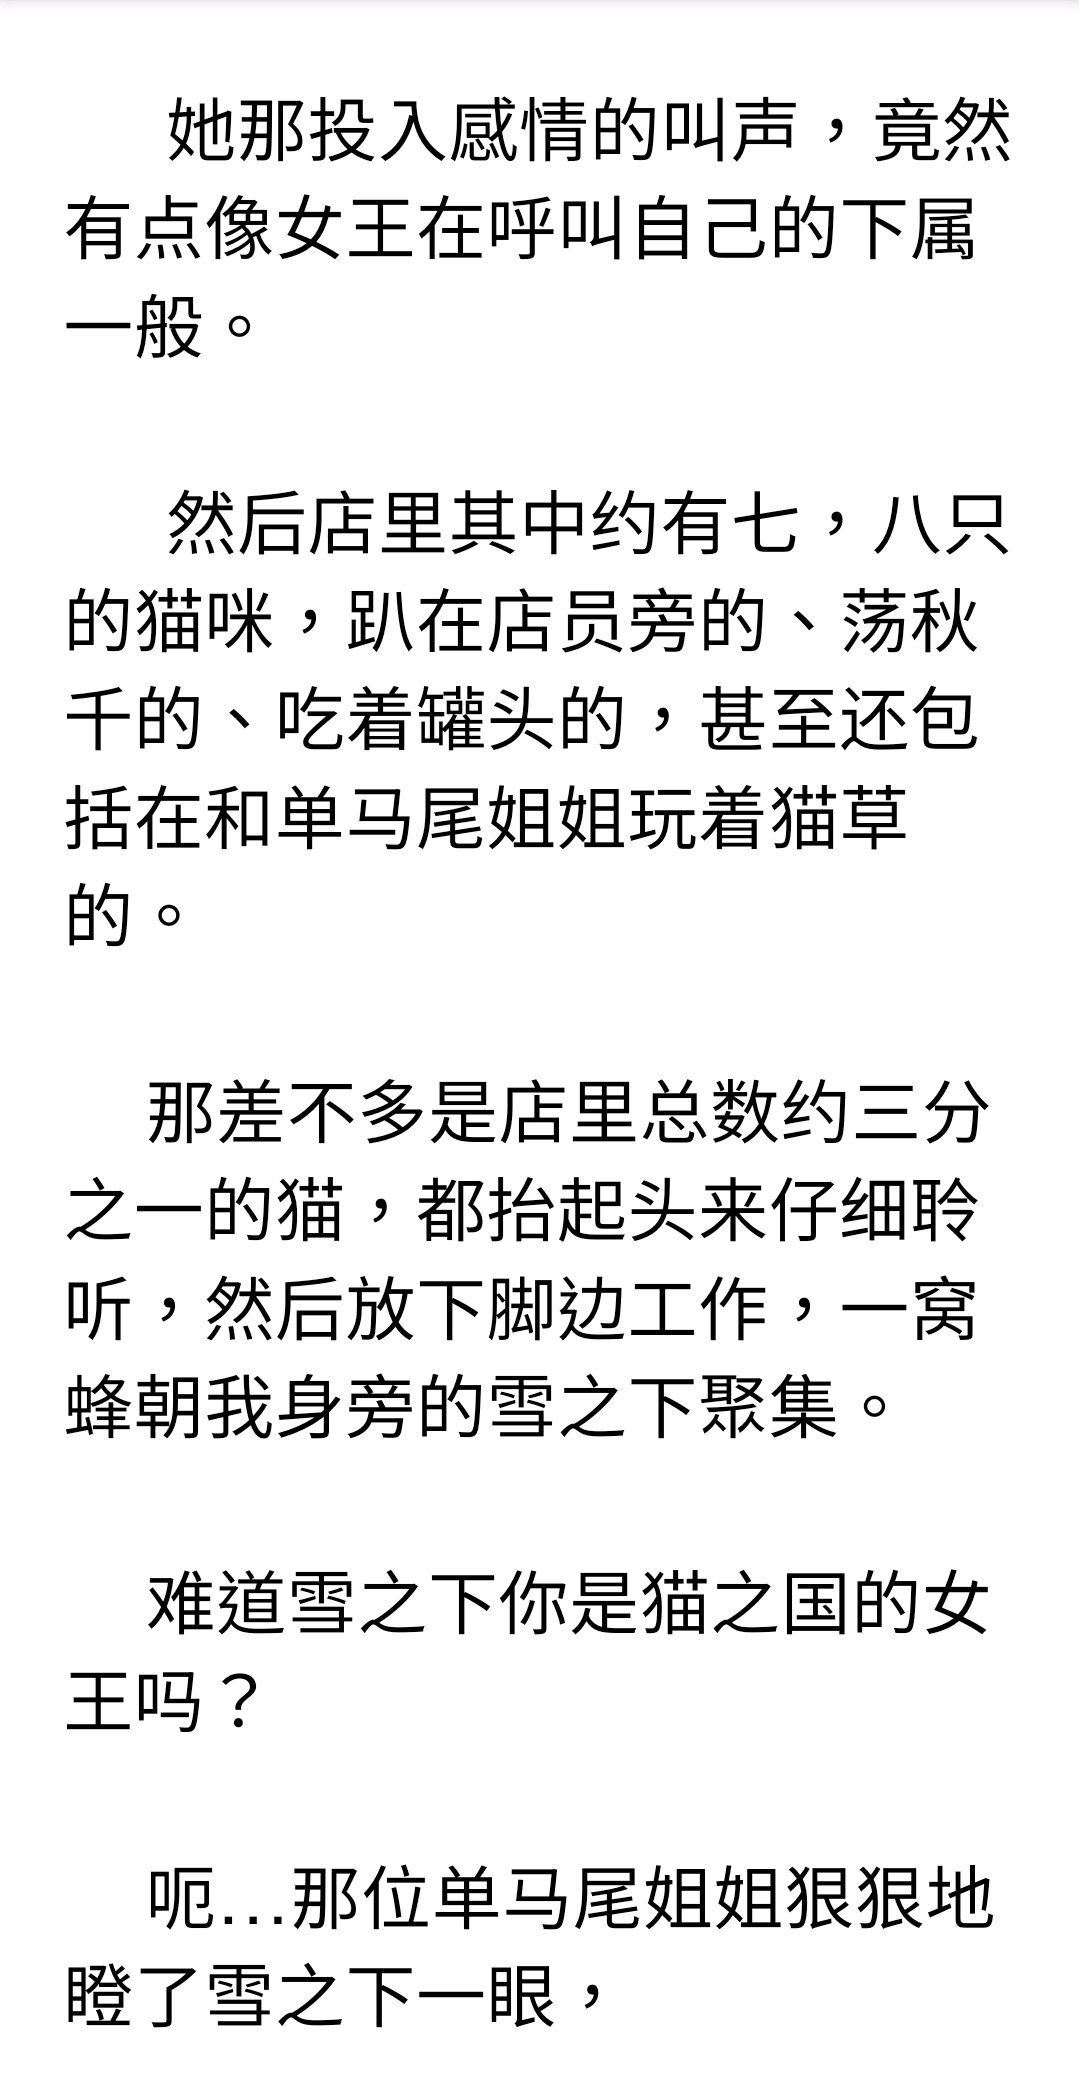 她那投入感情的叫声，竟然
有点像女王在呼叫自己的下属
一般。
然后店里其中约有七，八只
的猫咪，趴在店员旁的、荡秋
千的、吃着罐头的，甚至还包
括在和单马尾姐姐玩着猫草
的。
那差不多是店里总数约三分
之一的猫，都抬起头来仔细聆
听，然后放下脚边工作，一窝
蜂朝我身旁的雪之下聚集。
难道雪之下你是猫之国的女
王吗？
呃…那位单马尾姐姐狠狠地
瞪了雪之下一眼，